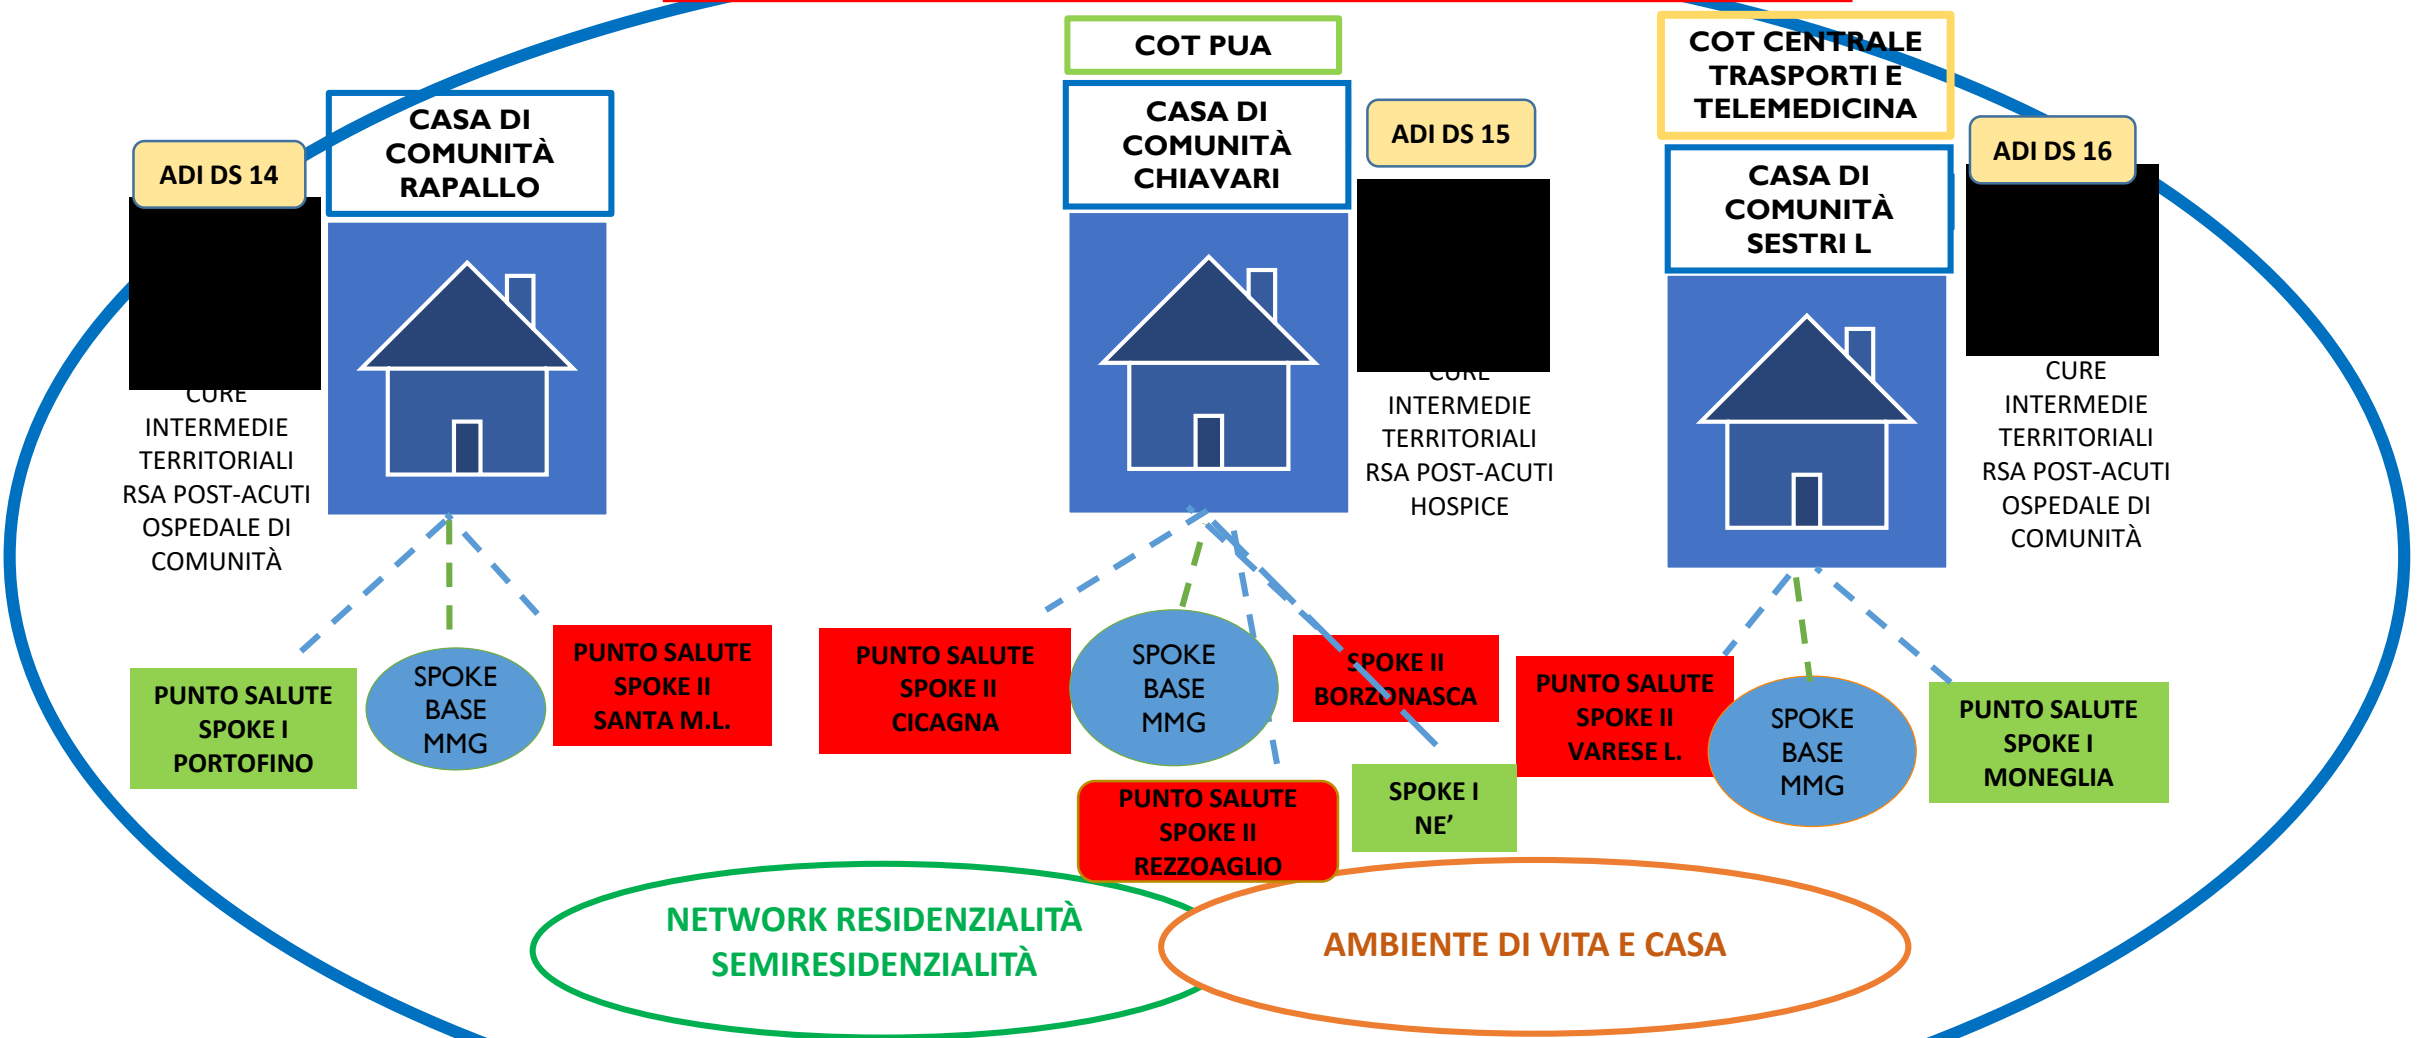 COT PUA
COT CENTRALE
TRASPORTI E
TELEMEDICINA
CASA DI
COMUNITÀ
RAPALLO
CASA DI
COMUNITÀ
CHIAVARI
CASA DI
COMUNITÀ
SESTRI L
ADI DS 14
ADI DS 15
ADI DS 16
CURE
INTERMEDIE
TERRITORIALI
RSA POST-ACUTI
OSPEDALE DI
COMUNITÀ
CURE
INTERMEDIE
TERRITORIALI
RSA POST-ACUTI
HOSPICE
CURE
INTERMEDIE
TERRITORIALI
RSA POST-ACUTI
OSPEDALE DI
COMUNITÀ
PUNTO SALUTE
SPOKE I
PORTOFINO
SPOKE
BASE
MMG
PUNTO SALUTE
SPOKE II
SANTA M.L.
PUNTO SALUTE
SPOKE II
CICAGNA
SPOKE
BASE
MMG
SPOKE II
BORZONASCA
PUNTO SALUTE
SPOKE II
REZZOAGLIO
SPOKE I
NE’
PUNTO SALUTE
SPOKE II
VARESE L.
SPOKE
BASE
MMG
PUNTO SALUTE
SPOKE I
MONEGLIA
NETWORK RESIDENZIALITÀ
SEMIRESIDENZIALITÀ
AMBIENTE DI VITA E CASA